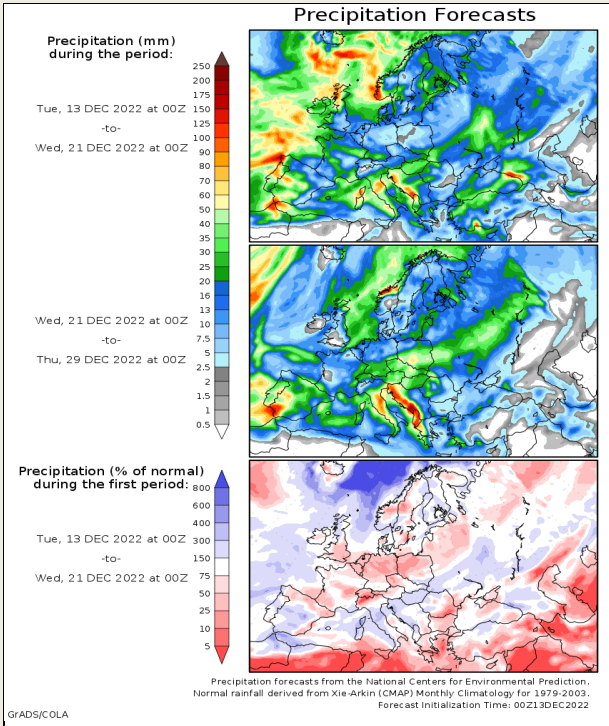 Precipitation Forecasts
Precipitation (mm)
during the period:
Tue, 13 DEC 2022 at 00Z
-to-
Wed, 21 DEC 2022 at 00Z
250
200
175
150
125
100
90
80
70
60
50
40
35
30
25
20
16
13
10
7.5
5
2.5
2
1.5
1
0.5
Wed, 21 DEC 2022 at 00Z
-to-
Thu, 29 DEC 2022 at 00Z
Precipitation (% of normal)
during the first period:
Tue, 13 DEC 2022 at 00Z
-to-
Wed, 21 DEC 2022 at 00Z
800
600
400
300
150
75
50
25
10
5
Precipitation forecasts from the National Centers for Environmental Prediction.
Normal rainfall derived from Xie-Arkin (CMAP) Monthly Climatology for 1979-2003.
Forecast Initialization Time: 00Z13DEC2022
GrADS/COLA